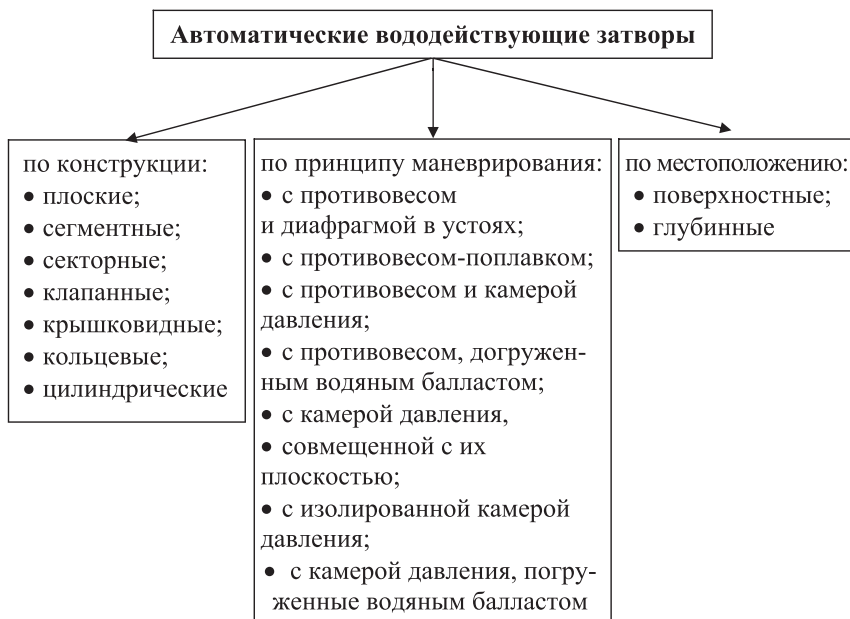 Автоматические вододействующие затворы
по конструкции:
• плоские;
• сегментные;
• секторные;
• клапанные;
• крышковидные;
• кольцевые;
• цилиндрические
по принципу маневрирования:
• с противовесом
и диафрагмой в устоях;
• с противовесом-поплавком;
• с противовесом и камерой
давления;
• с противовесом, догружен-
ным водяным балластом;
• с камерой давления,
• совмещенной с их
плоскостью;
• с изолированной камерой
давления;
• с камерой давления, погру-
женные водяным балластом
по местоположению:
• поверхностные;
• глубинные